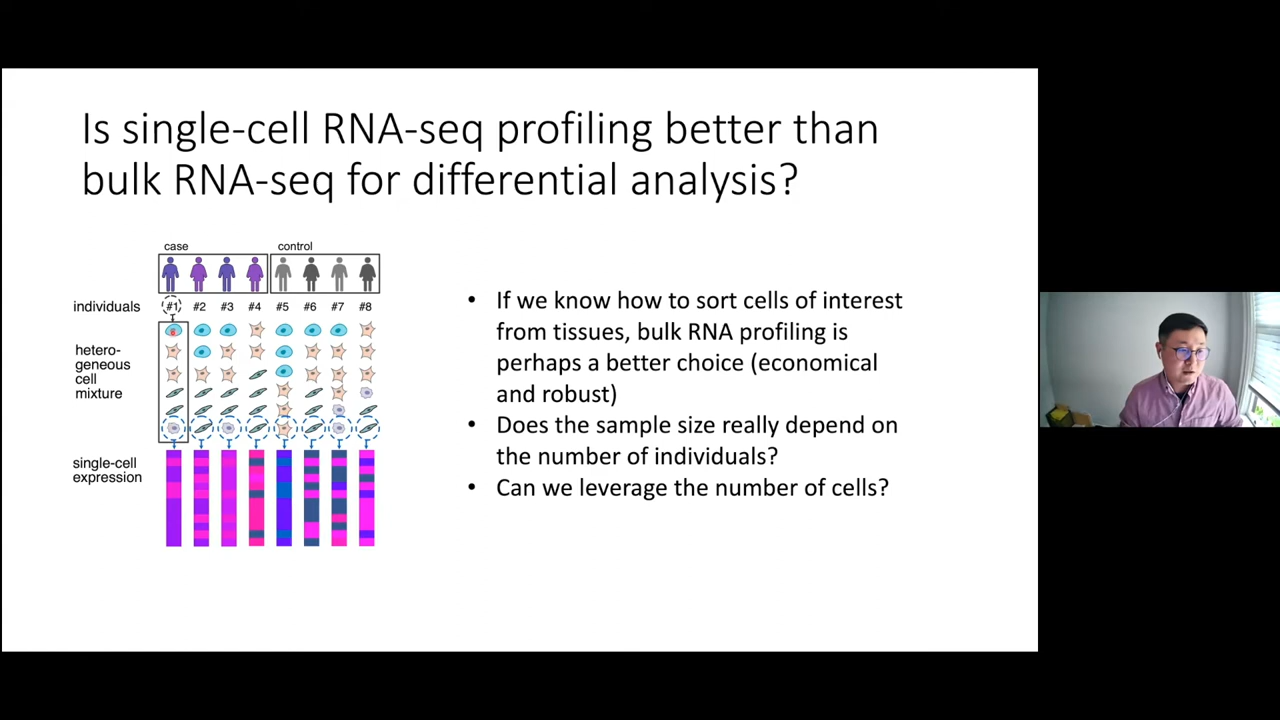 Is single-cell RNA-seq profiling better than
bulk RNA-seq for differential analysis?
case
control
individuals
#1 #2 #3 #4 #5 #6 #7 #8
hetero-
geneous
cell
mixture
single-cell
expression
• If we know how to sort cells of interest
from tissues, bulk RNA profiling is
perhaps a better choice (economical
and robust)
• Does the sample size really depend on
the number of individuals?
• Can we leverage the number of cells?